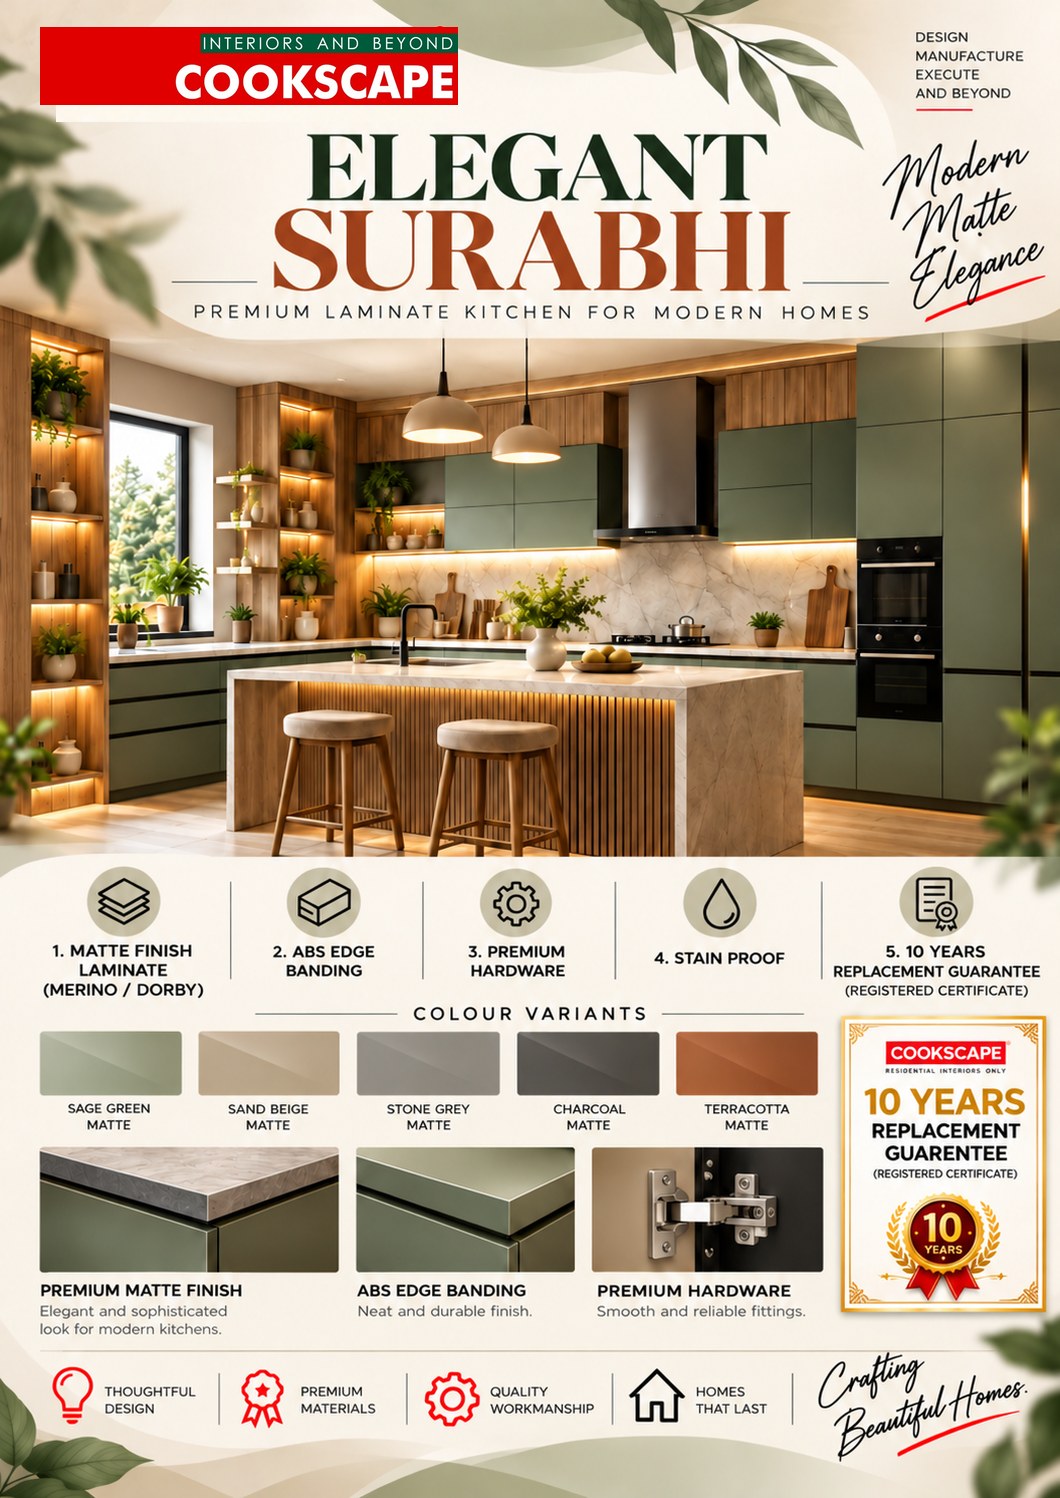 INTERIORS AND BEYOND
COOKSCAPE
DESIGN
MANUFACTURE
EXECUTE
AND BEYOND
ELEGANT
SURABHI
PREMIUM LAMINATE KITCHEN FOR MODERN HOMES
Modern
Matte
Elegance
1. MATTE FINISH
LAMINATE
(MERINO / DORBY)
2. ABS EDGE
BANDING
3. PREMIUM
HARDWARE
4. STAIN PROOF
5. 10 YEARS
REPLACEMENT GUARANTEE
(REGISTERED CERTIFICATE)
COLOUR VARIANTS
SAGE GREEN
MATTE
SAND BEIGE
MATTE
STONE GREY
MATTE
CHARCOAL
MATTE
TERRACOTTA
MATTE
COOKSCAPE
RESIDENTIAL INTERIORS ONLY
10 YEARS
REPLACEMENT
GUARENTEE
(REGISTERED CERTIFICATE)
10
YEARS
PREMIUM MATTE FINISH
Elegant and sophisticated
look for modern kitchens.
ABS EDGE BANDING
Neat and durable finish.
PREMIUM HARDWARE
Smooth and reliable fittings.
THOUGHTFUL
DESIGN
PREMIUM
MATERIALS
QUALITY
WORKMANSHIP
HOMES
THAT LAST
Crafting
Beautiful Homes.